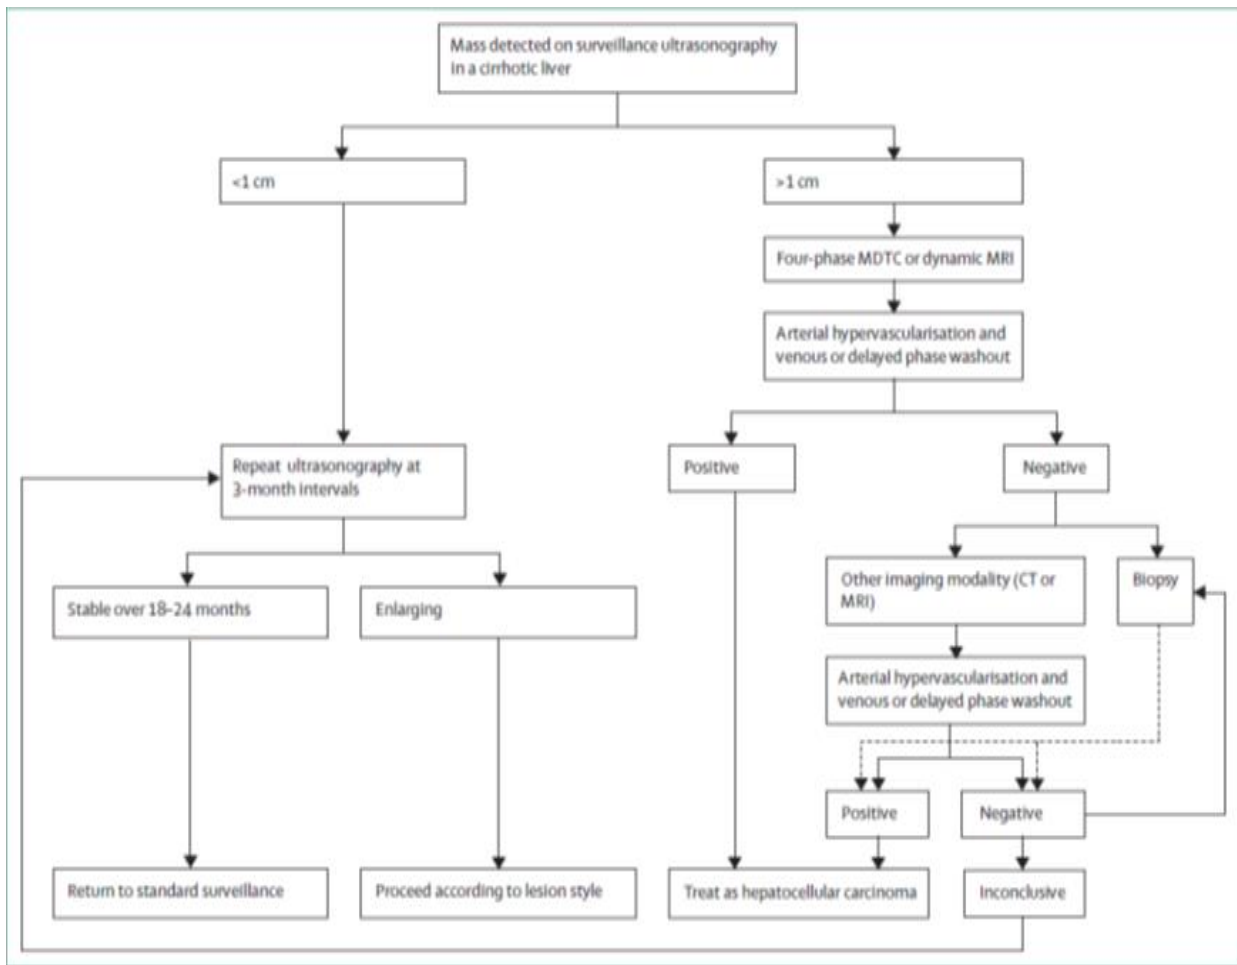 Mass detected on surveillance ultrasonography
in a cirrhotic liver
<1 cm
>1 cm
Four-phase MDTC or dynamic MRI
Arterial hypervascularisation and
venous or delayed phase washout
Repeat ultrasonography at
3-month intervals
Positive
Negative
Other imaging modality (CT or
MRI)
Biopsy
Stable over 18–24 months
Enlarging
Arterial hypervascularisation and
venous or delayed phase washout
Positive
Negative
Return to standard surveillance
Proceed according to lesion style
Treat as hepatocellular carcinoma
Inconclusive